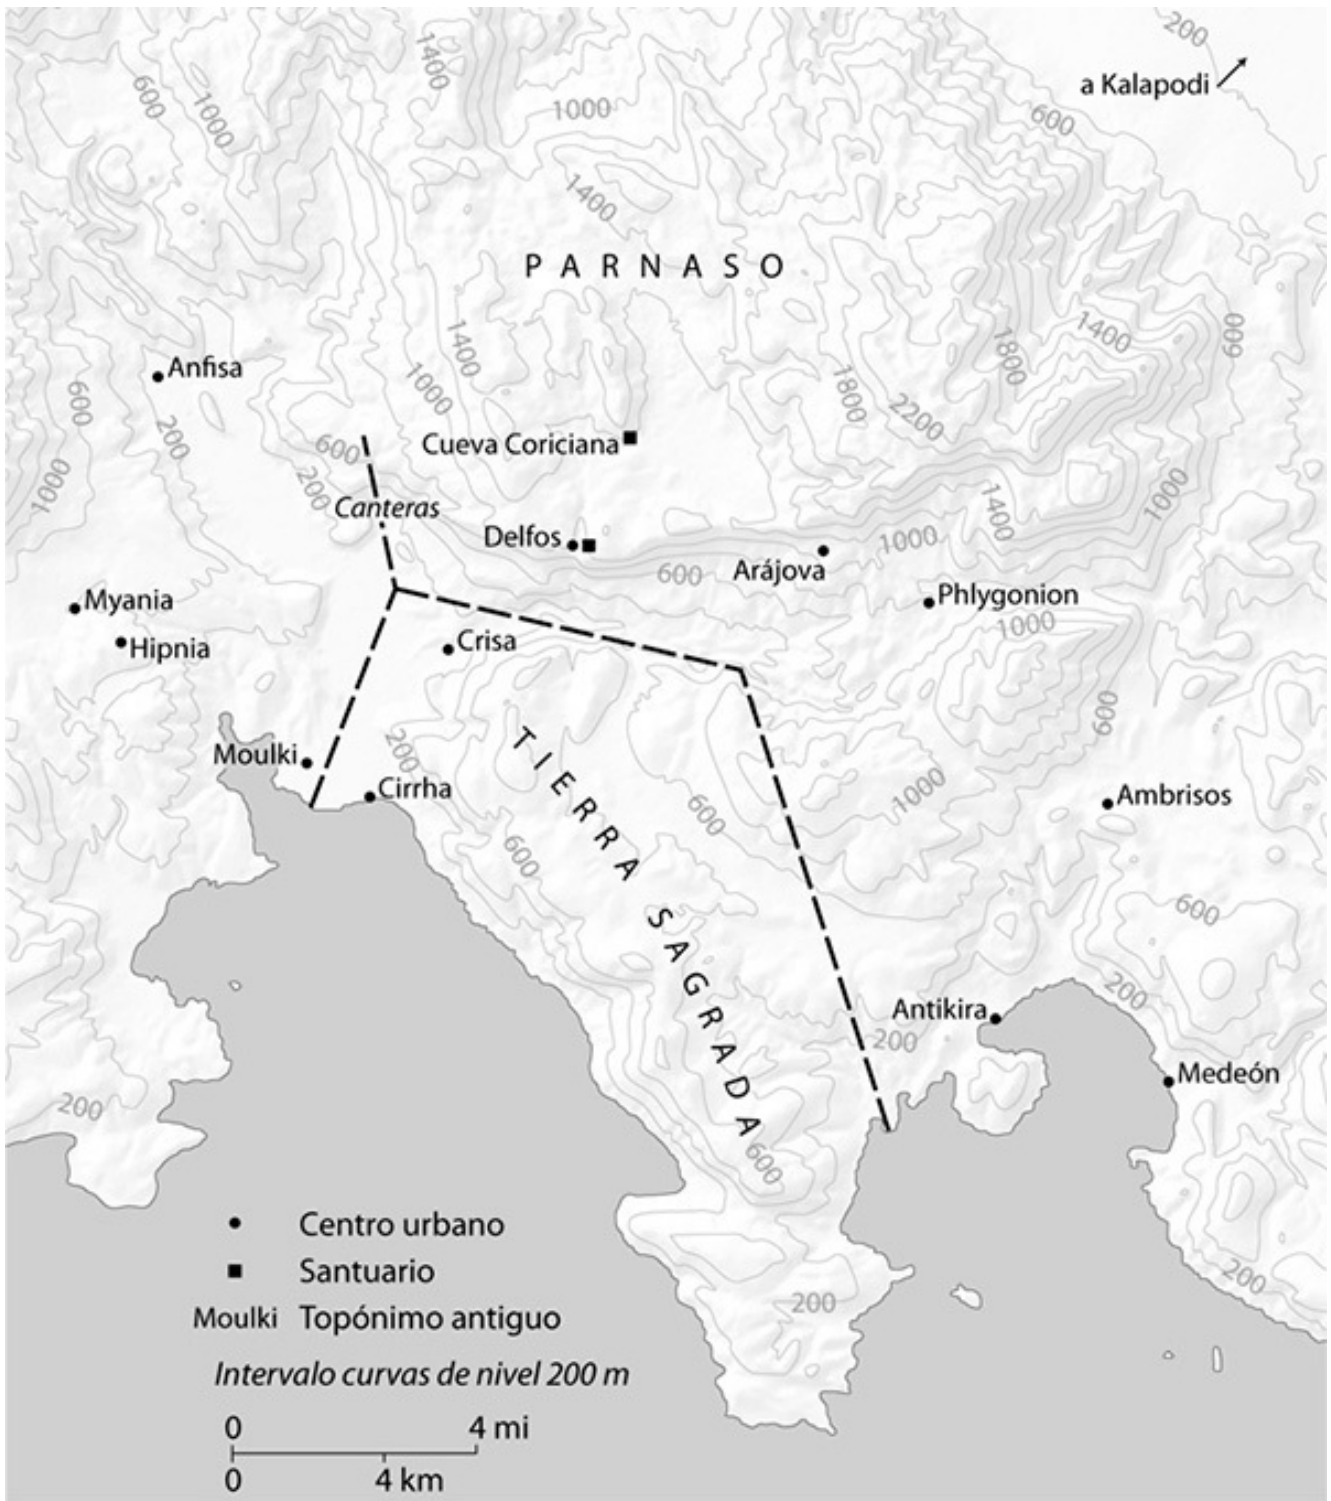 200
a Kalapodi
1400
600
1000
1000
600
1400
PARNASO
1400
1000
1800
1400
600
Anfisa
600
200
1800
2200
Cueva Coriciana
600
200
1000
Canteras
1400
1000
Delfos
1000
Arájova
600
Phlygonion
1000
Myania
Hipnia
Crisa
600
Moulki
200
Cirrha
TIERRA SAGRADA
600
1000
Ambrisos
600
600
200
Antikira
200
Medeón
200
600
200
200
Centro urbano
Santuario
Moulki Topónimo antiguo
Intervalo curvas de nivel 200 m
0 4 mi
0 4 km